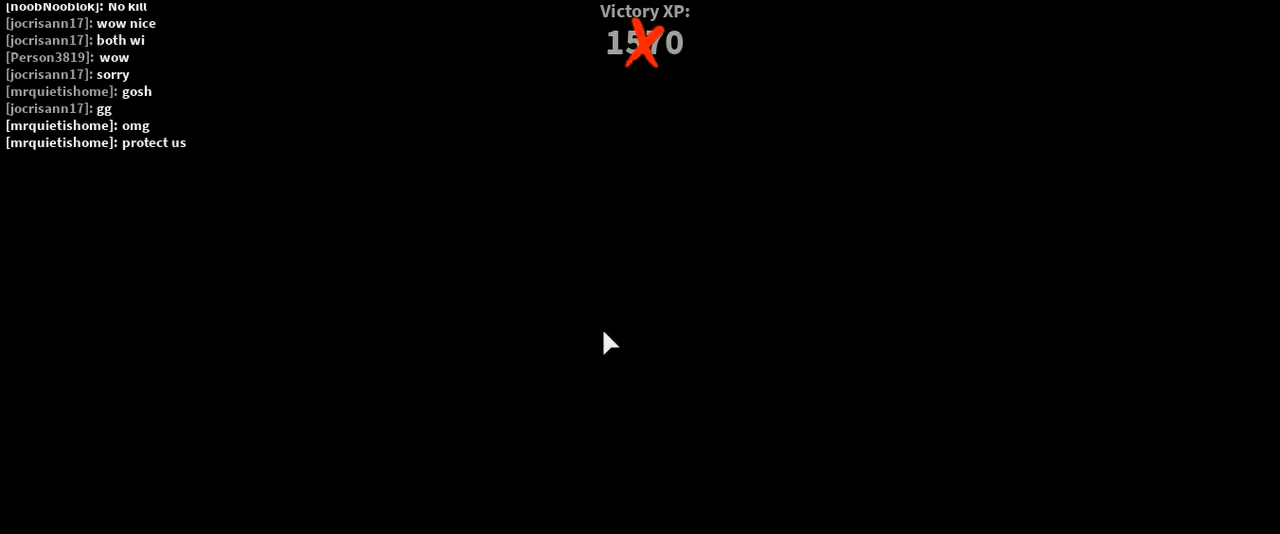 [noobNooblok]: No kill
[jocrisann17]: wow nice
[jocrisann17]: both wi
[Person3819]: wow
[jocrisann17]: sorry
[mrquietishome]: gosh
[jocrisann17]: gg
[mrquietishome]: omg
[mrquietishome]: protect us
Victory XP:
1570